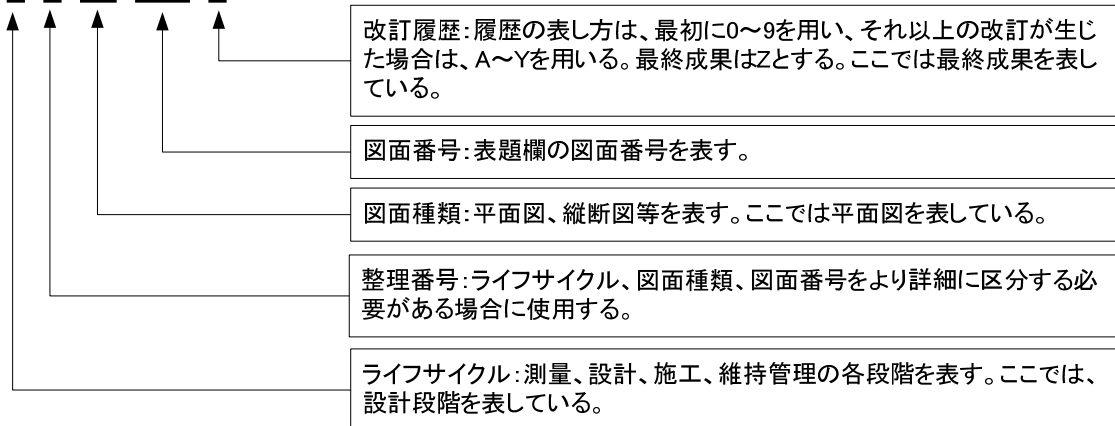 改訂履歴:履歴の表し方は、最初に0～9を用い、それ以上の改訂が生じ
た場合は、A～Yを用いる。最終成果はZとする。ここでは最終成果を表し
ている。
図面番号:表題欄の図面番号を表す。
図面種類:平面図、縦断図等を表す。ここでは平面図を表している。
整理番号:ライフサイクル、図面種類、図面番号をより詳細に区分する必
要がある場合に使用する。
ライフサイクル:測量、設計、施工、維持管理の各段階を表す。ここでは、
設計段階を表している。